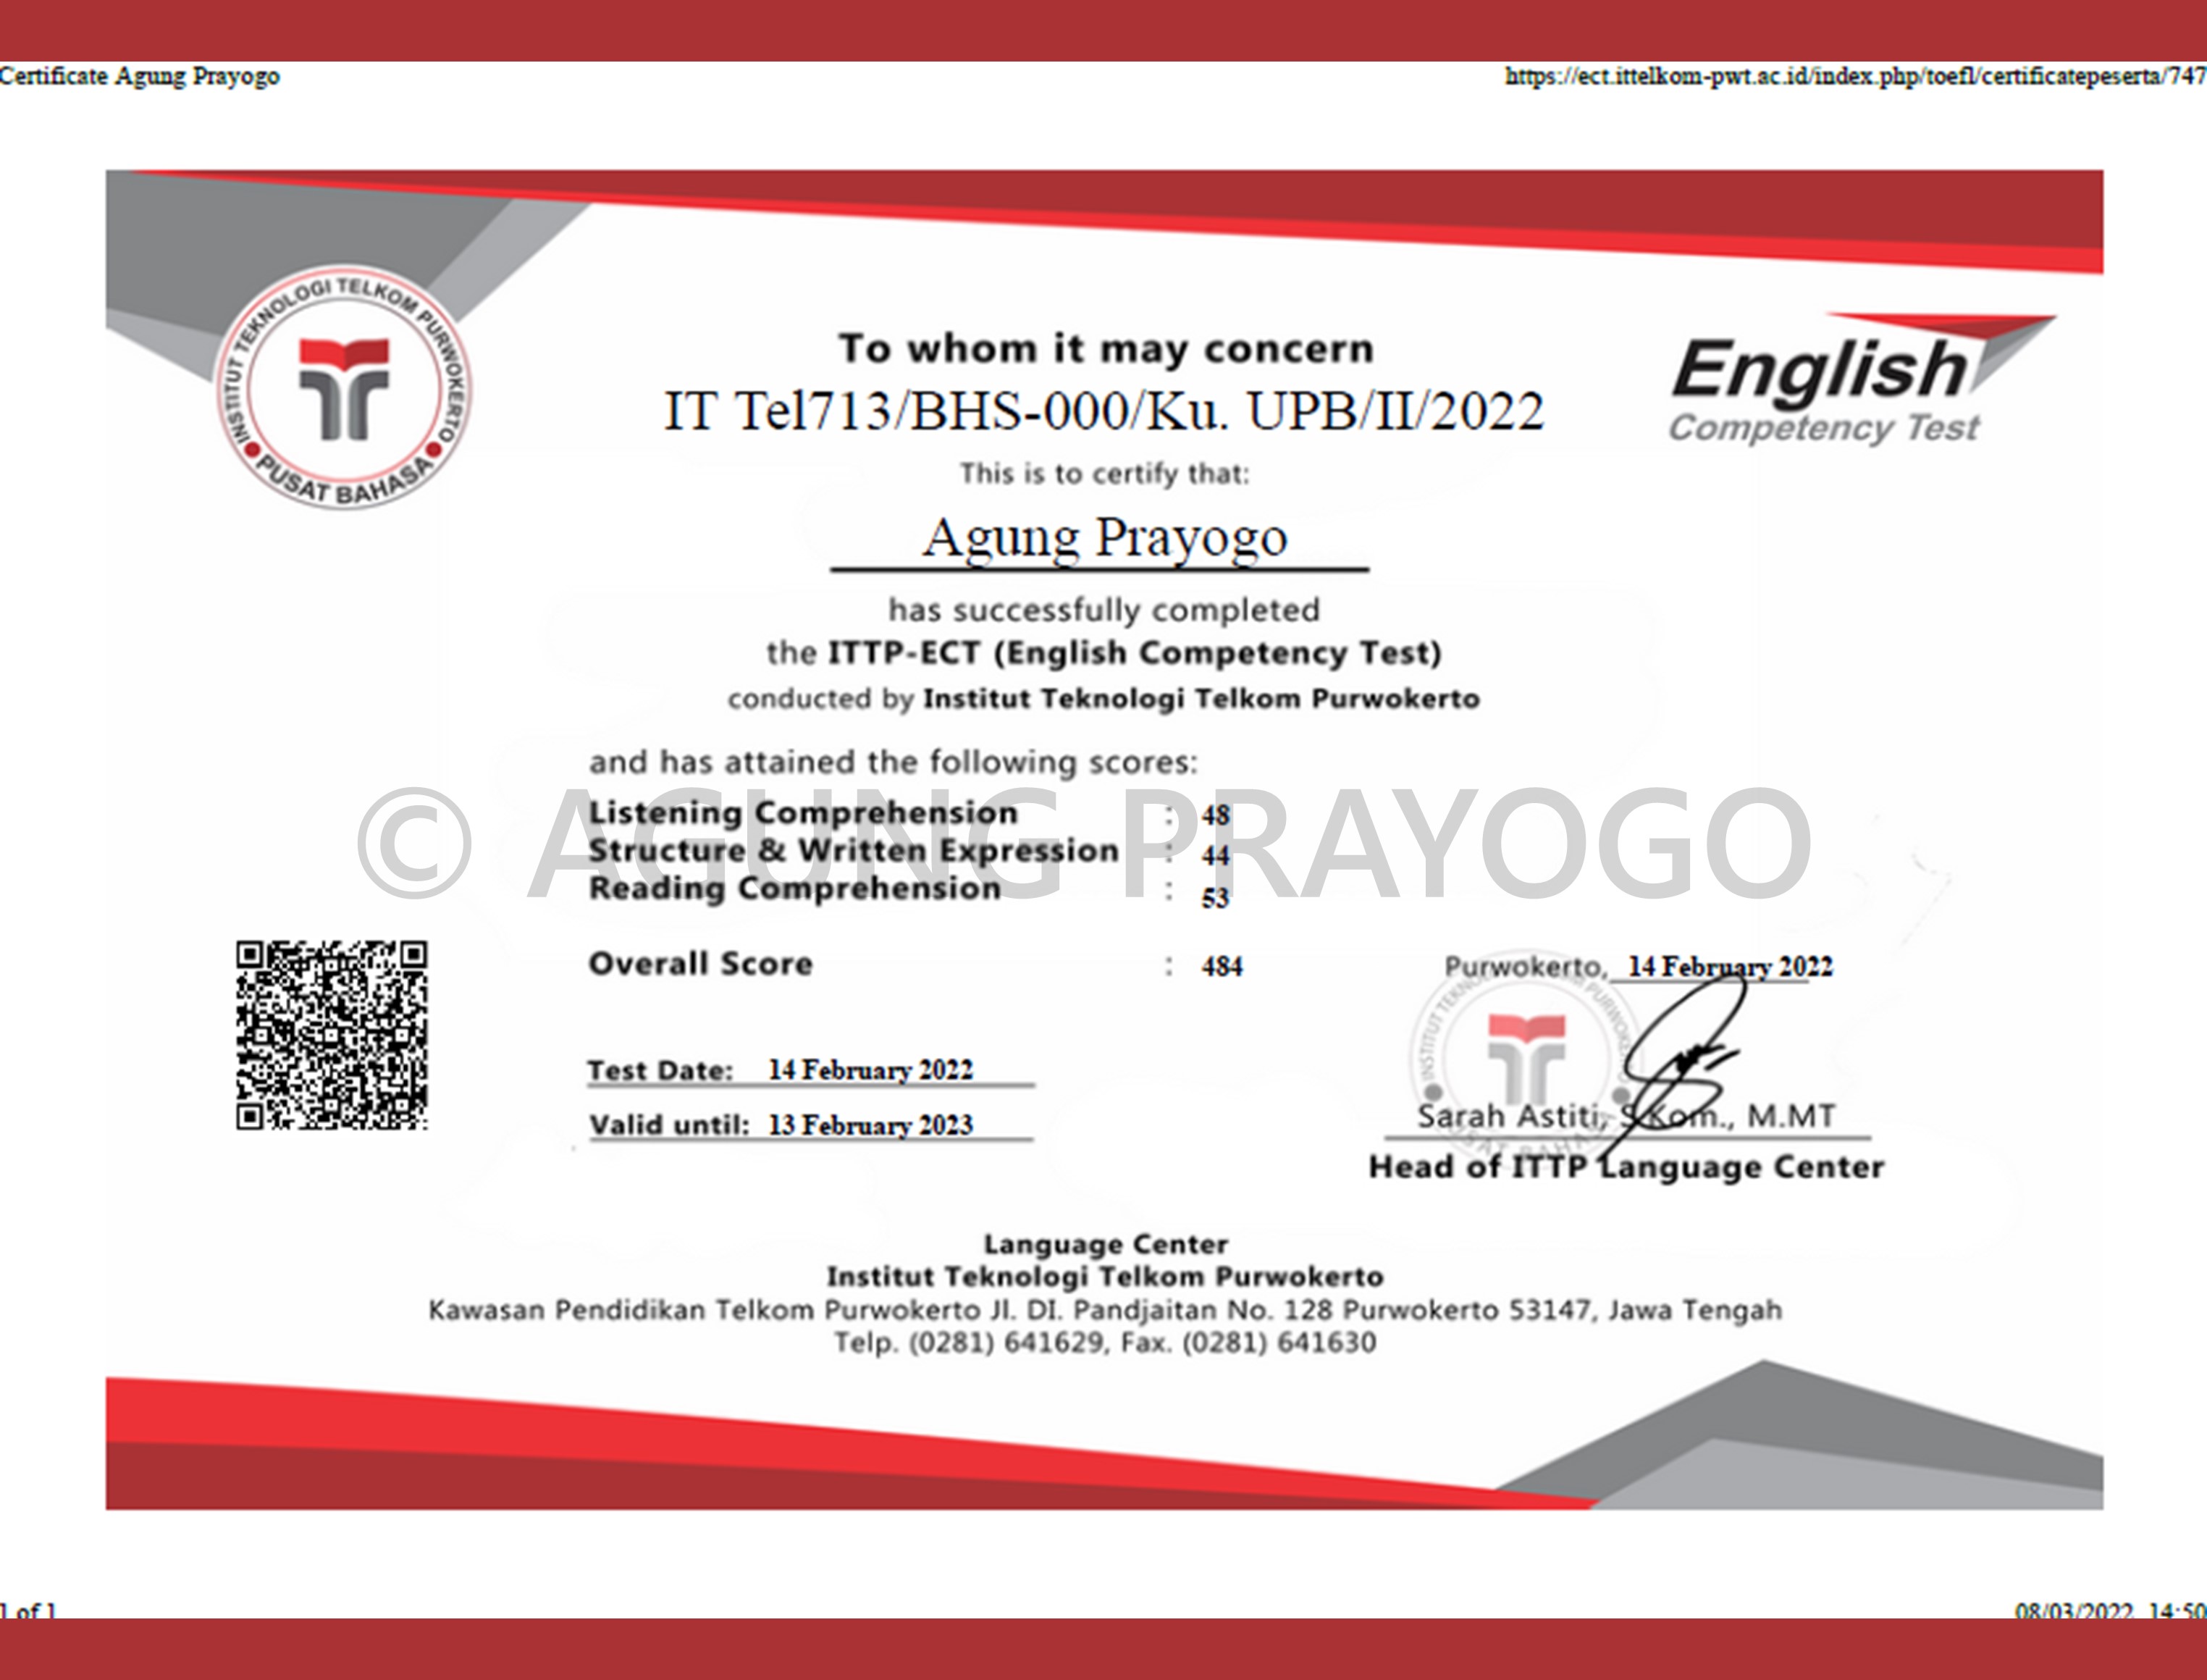 Certificate Agung Prayogo
https://ect.ittelkom-pwt.ac.id/index.php/toefl/certificatepeserta/747
INSTITUT TEKNOLOGI TELKOM PURWOKERTO
PUSAT BAHASA
English
Competency Test
To whom it may concern
IT Tel713/BHS-000/Ku. UPB/II/2022
This is to certify that:
Agung Prayogo
has successfully completed
the ITTP-ECT (English Competency Test)
conducted by Institut Teknologi Telkom Purwokerto
and has attained the following scores:
© AGUNG PRAYOGO
Listening Comprehension : 48
Structure & Written Expression : 44
Reading Comprehension : 53
Overall Score : 484
Purwokerto, 14 February 2022
INSTITUT TEKNOLOGI TELKOM PURWOKERTO
PUSAT BAHASA
Test Date: 14 February 2022
Valid until: 13 February 2023
Sarah Astiti, S.Kom., M.MT
Head of ITTP Language Center
Language Center
Institut Teknologi Telkom Purwokerto
Kawasan Pendidikan Telkom Purwokerto Jl. DI. Pandjaitan No. 128 Purwokerto 53147, Jawa Tengah
Telp. (0281) 641629, Fax. (0281) 641630
1 of 1
08/03/2022, 14:50